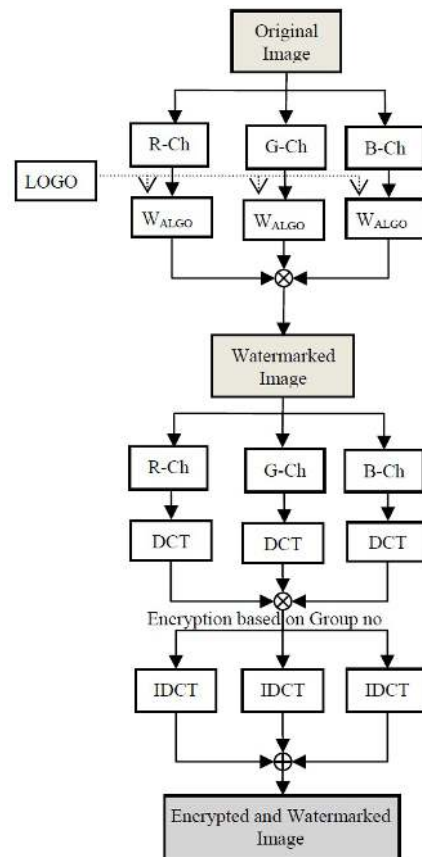 Original
Image
R-Ch
G-Ch
B-Ch
LOGO
WALGO
WALGO
WALGO
Watermarked
Image
R-Ch
G-Ch
B-Ch
DCT
DCT
DCT
Encryption based on Group no
IDCT
IDCT
IDCT
Encrypted and Watermarked
Image